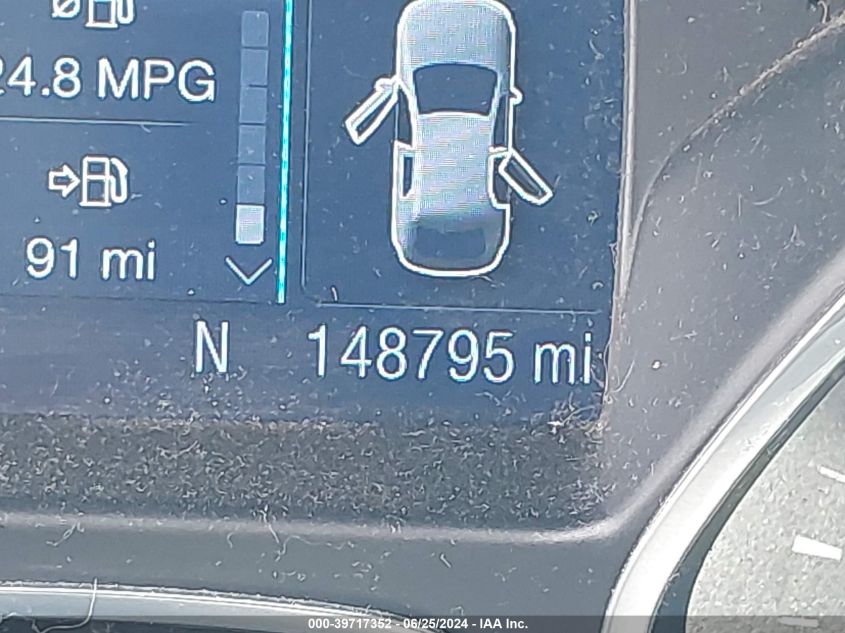 24.8 MPG
91 mi
N 148795 mi
000-39717352 - 06/25/2024 - IAA Inc.